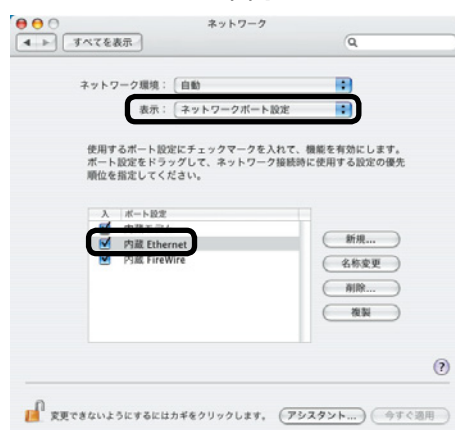 ネットワーク
すべてを表示
ネットワーク環境： 自動
表示： ネットワークポート設定
使用するポート設定にチェックマークを入れて、機能を有効にします。
ポート設定をドラッグして、ネットワーク接続時に使用する設定の優先
順位を指定してください。
入 ポート設定
内蔵モデム
内蔵 Ethernet
内蔵 FireWire
新規...
名称変更
削除...
複製
?
変更できないようにするにはカギをクリックします。 アシスタント... 今すぐ適用